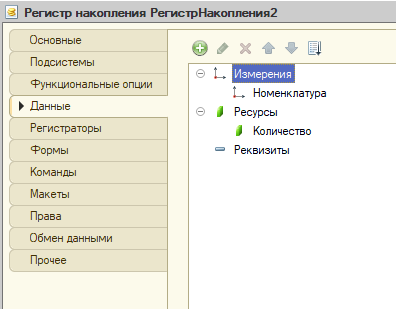 Регистр накопления РегистрНакопления2
Основные
Подсистемы
Функциональные опции
Данные
Регистраторы
Формы
Команды
Макеты
Права
Обмен данными
Прочее
Измерения
Номенклатура
Ресурсы
Количество
Реквизиты